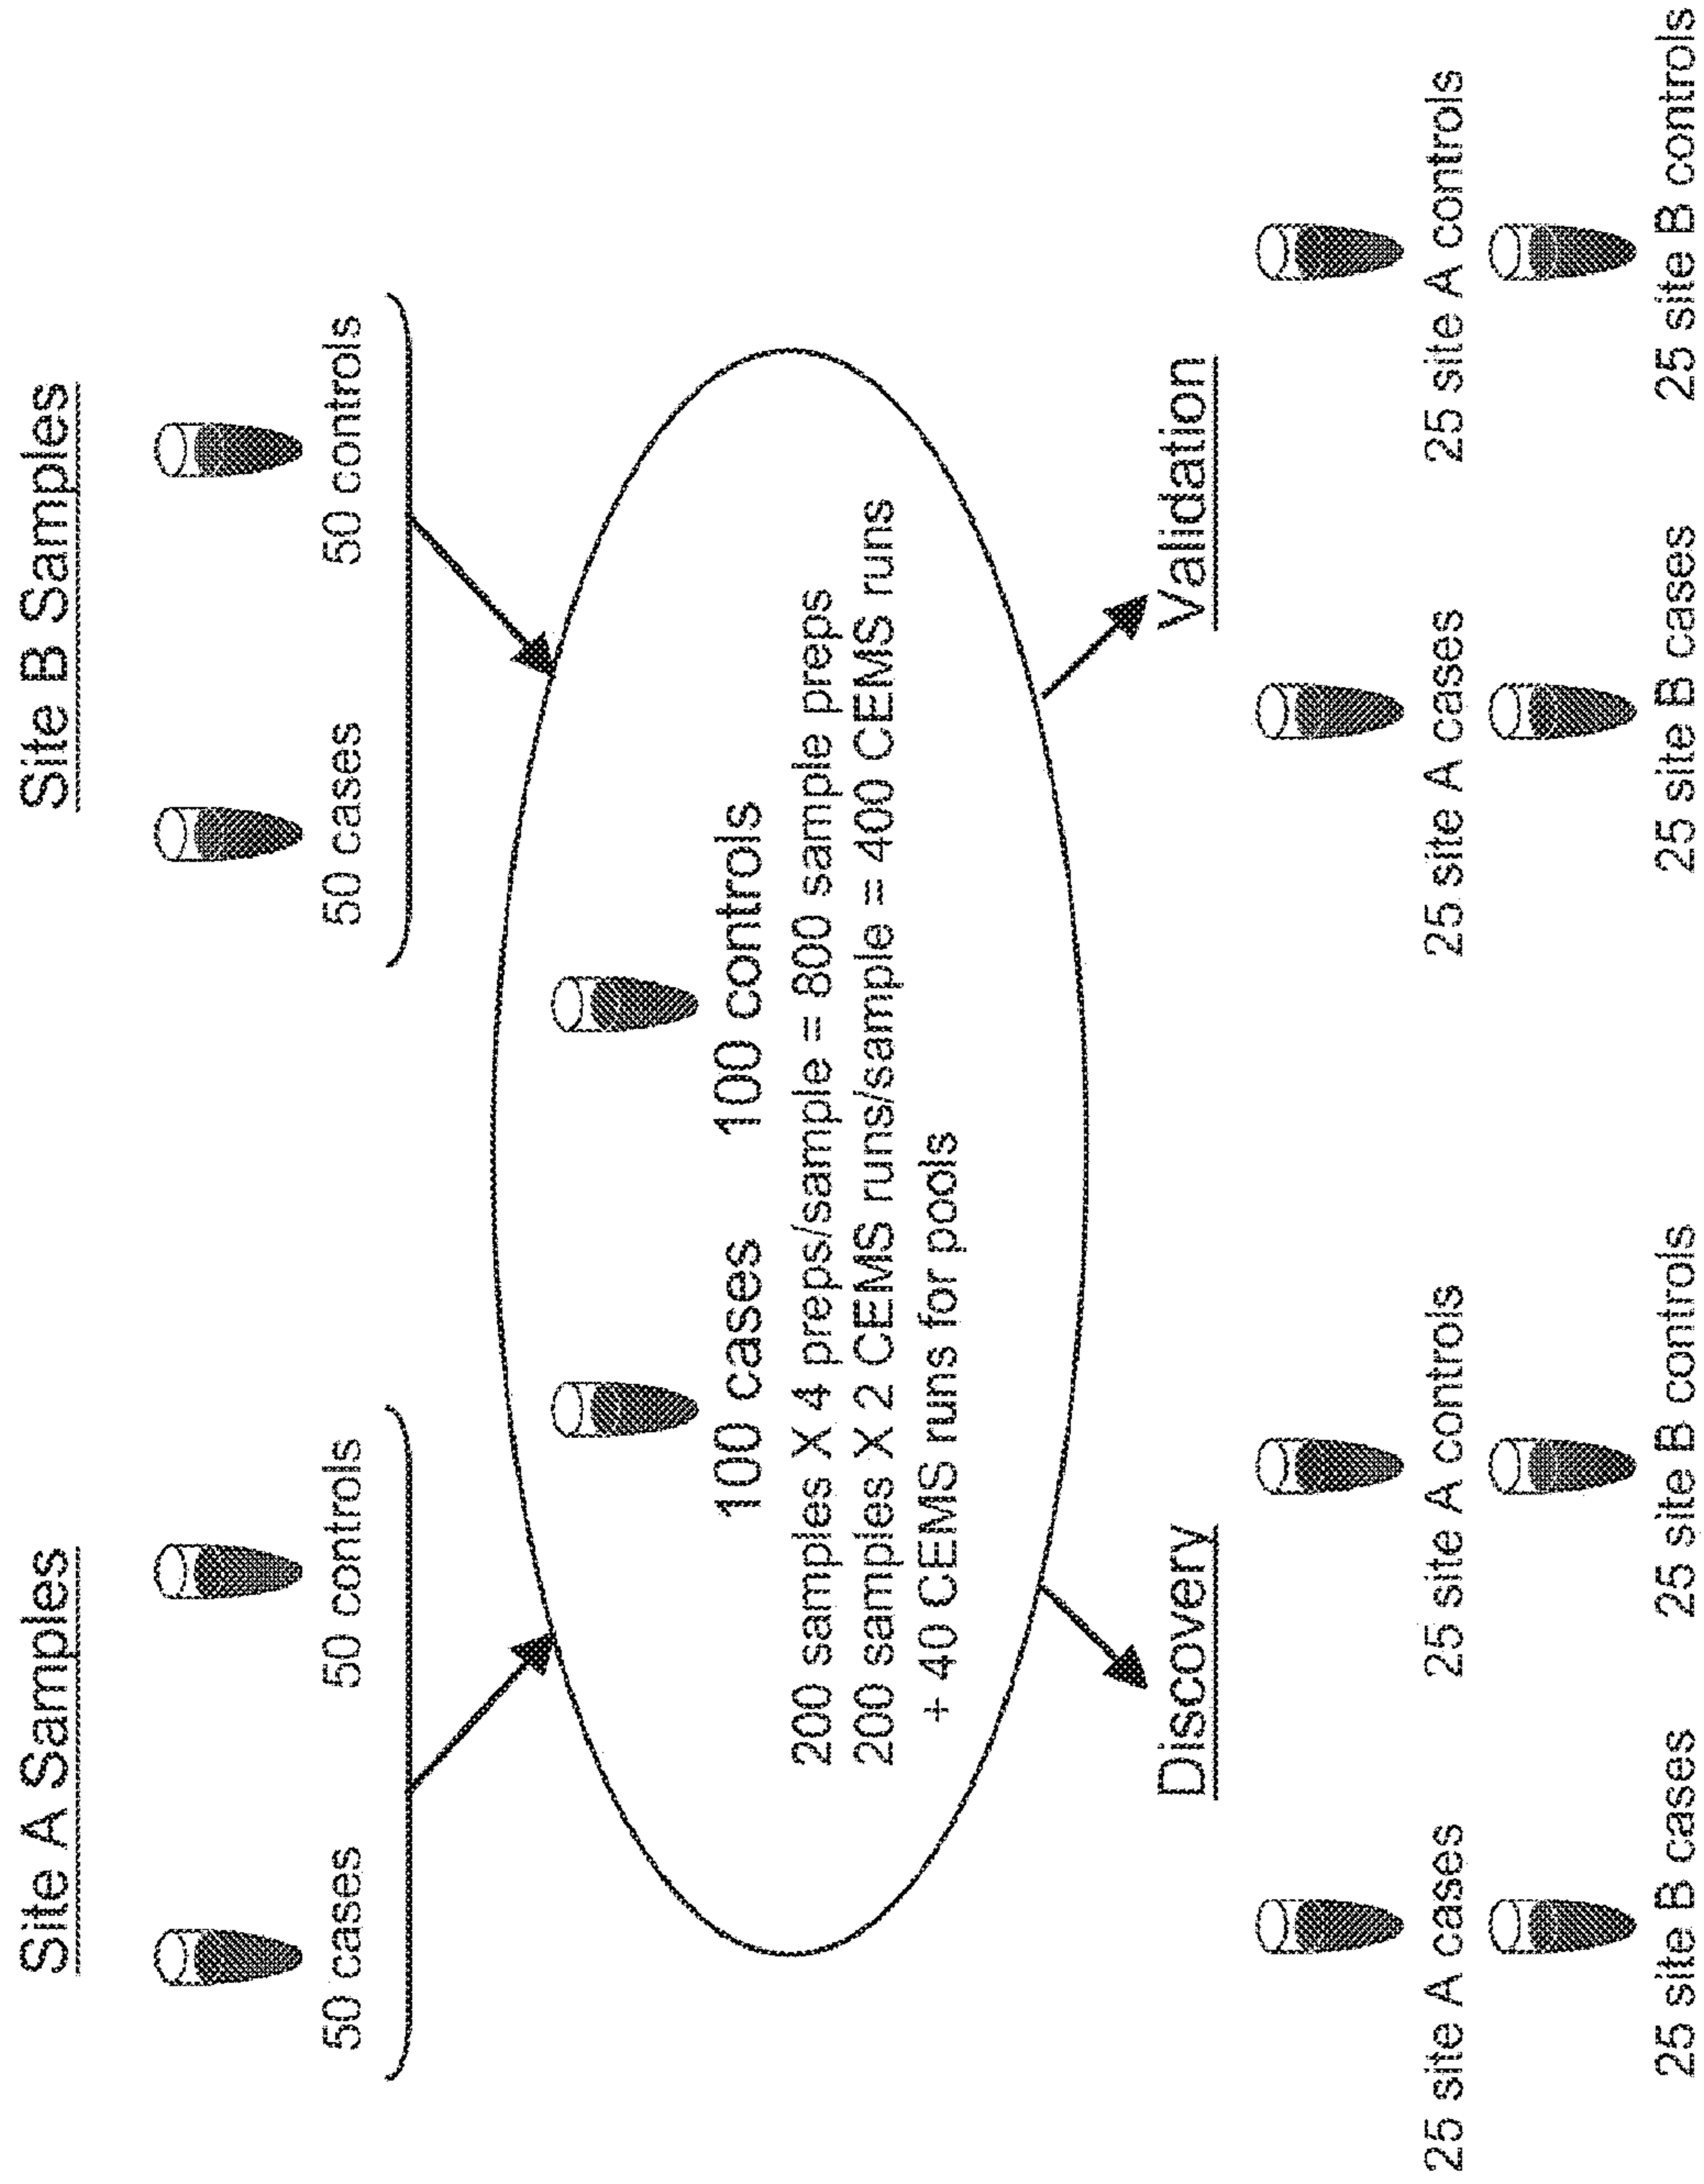 Site A Samples
Site B Samples
50 cases
50 controls
50 cases
50 controls
100 cases
100 controls
200 samples X 4 preps/sample = 800 sample preps
200 samples X 2 CEMS runs/sample = 400 CEMS runs
+ 40 CEMS runs for pools
Discovery
Validation
25 site A cases
25 site A controls
25 site A cases
25 site A controls
25 site B cases
25 site B controls
25 site B cases
25 site B controls